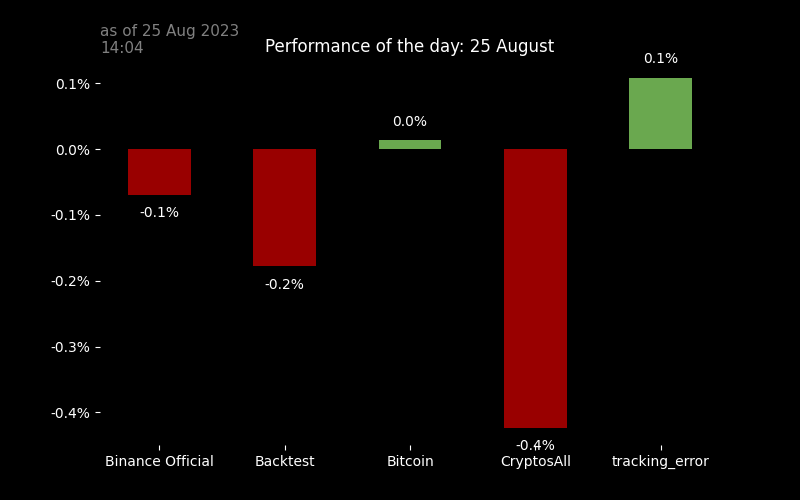 as of 25 Aug 2023
14:04
Performance of the day: 25 August
0.1%
0.1%
0.0%
0.0%
-0.1%
-0.1%
-0.2%
-0.2%
-0.3%
-0.4%
-0.4%
Binance Official
Backtest
Bitcoin
CryptosAll
tracking_error